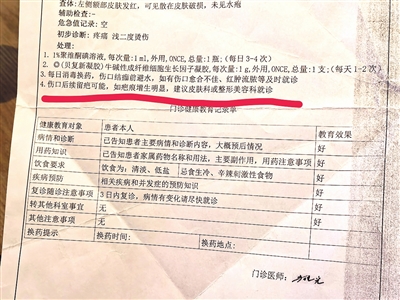 查体:左侧额部皮肤发红,可见散在皮肤破损,未见水疱
辅助检查:
危急值记录:空
初步诊断:疼痛 浅二度烫伤
处理:
1. 1%聚维酮碘溶液,每次量:1ml,外用,ONCE,总量:1瓶;(每日3-4次)
2. ◎(贝复新凝胶)牛碱性成纤维细胞生长因子凝胶,每次量:1g,外用,ONCE,总量:1支;(每天1-2次)
3.每日消毒换药,伤口结痂前避水,如有伤口愈合不佳、红肿流脓等及时就诊
4.伤口后续留疤可能,如疤痕增生明显,建议皮肤科或整形美容科就诊
门诊健康教育记录单
健康教育对象 患者本人 教育效果
病情和诊断 已告知患者主要病情和诊断内容,大概预后情况 好
用药知识 已告知患者家属药物名称和用法,主要副作用,用药注意事项 好
饮食要求 饮食为:清淡、低盐 忌食生冷、辛辣刺激性食物 好
疾病预防 相关疾病和并发症的预防知识 好
复诊随诊注意事项 3日内复诊,病情有变化请尽快就诊 好
转其他科室事宜 无 好
其他注意事项 无 好
换药提示 换药时间: 换药地点:
门诊医师: